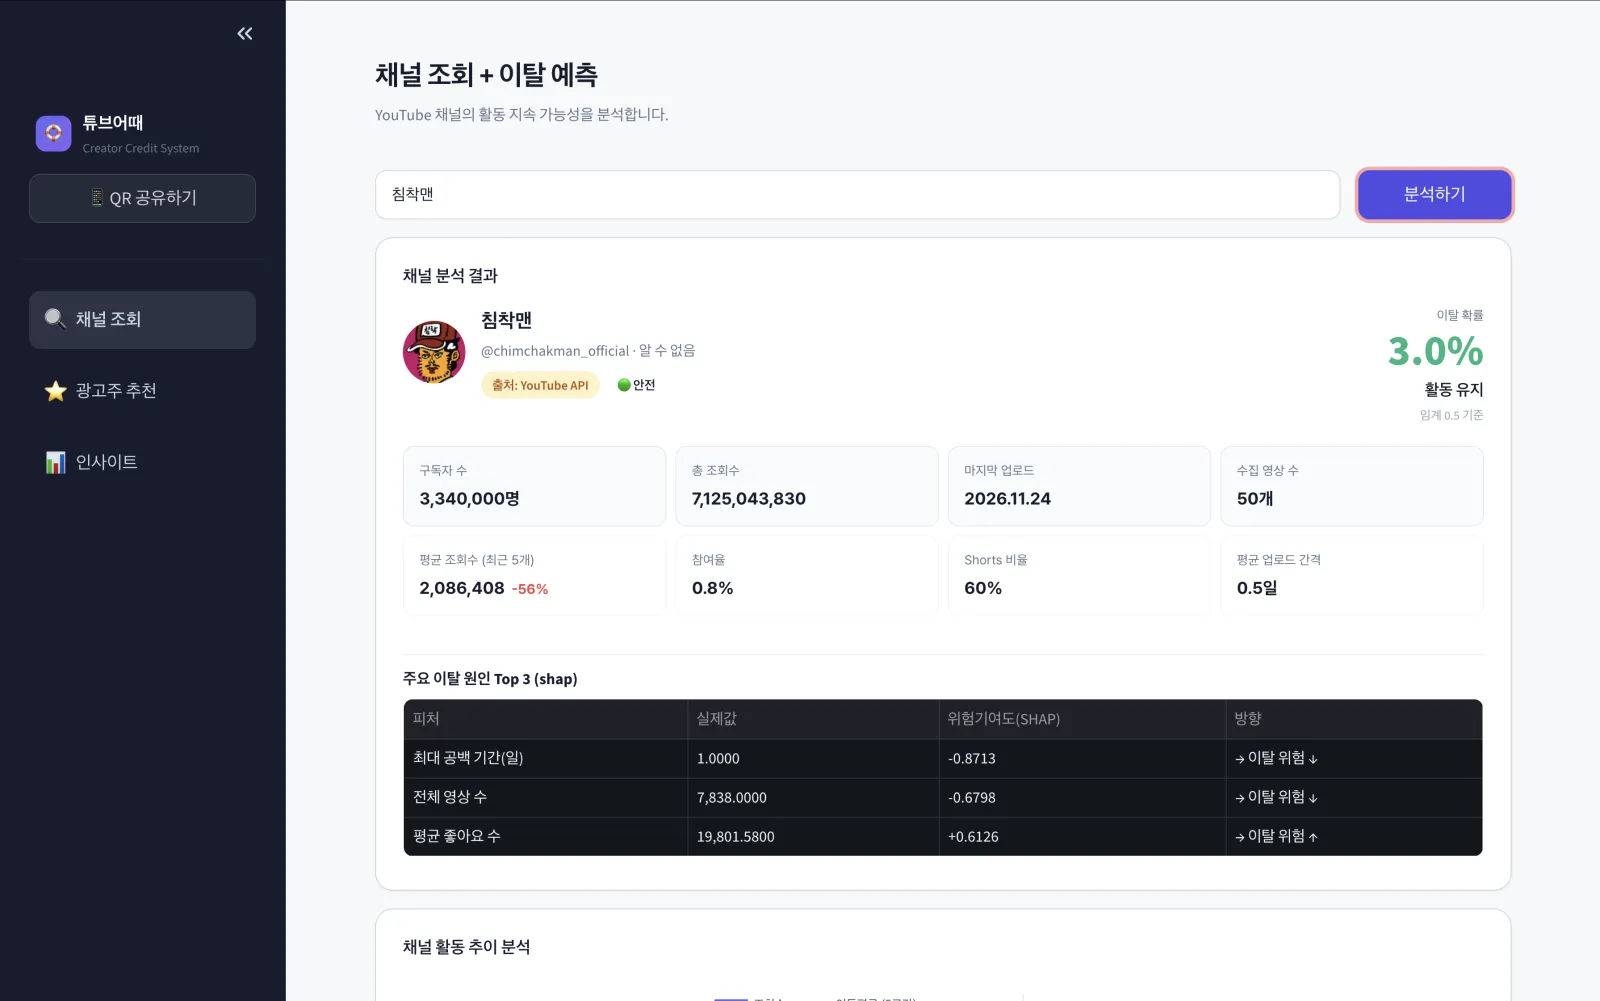 튜브어때
Creator Credit System
QR 공유하기
채널 조회
광고주 추천
인사이트
채널 조회 + 이탈 예측
YouTube 채널의 활동 지속 가능성을 분석합니다.
침착맨
분석하기
채널 분석 결과
침착맨
@chimchakman_official · 알 수 없음
출처: YouTube API
안전
이탈 확률
3.0%
활동 유지
임계 0.5 기준
구독자 수
3,340,000명
총 조회수
7,125,043,830
마지막 업로드
2026.11.24
수집 영상 수
50개
평균 조회수 (최근 5개)
2,086,408 -56%
참여율
0.8%
Shorts 비율
60%
평균 업로드 간격
0.5일
주요 이탈 원인 Top 3 (shap)
피처 실제값 위험기여도(SHAP) 방향
최대 공백 기간(일) 1.0000 -0.8713 → 이탈 위험 ↓
전체 영상 수 7,838.0000 -0.6798 → 이탈 위험 ↓
평균 좋아요 수 19,801.5800 +0.6126 → 이탈 위험 ↑
채널 활동 추이 분석